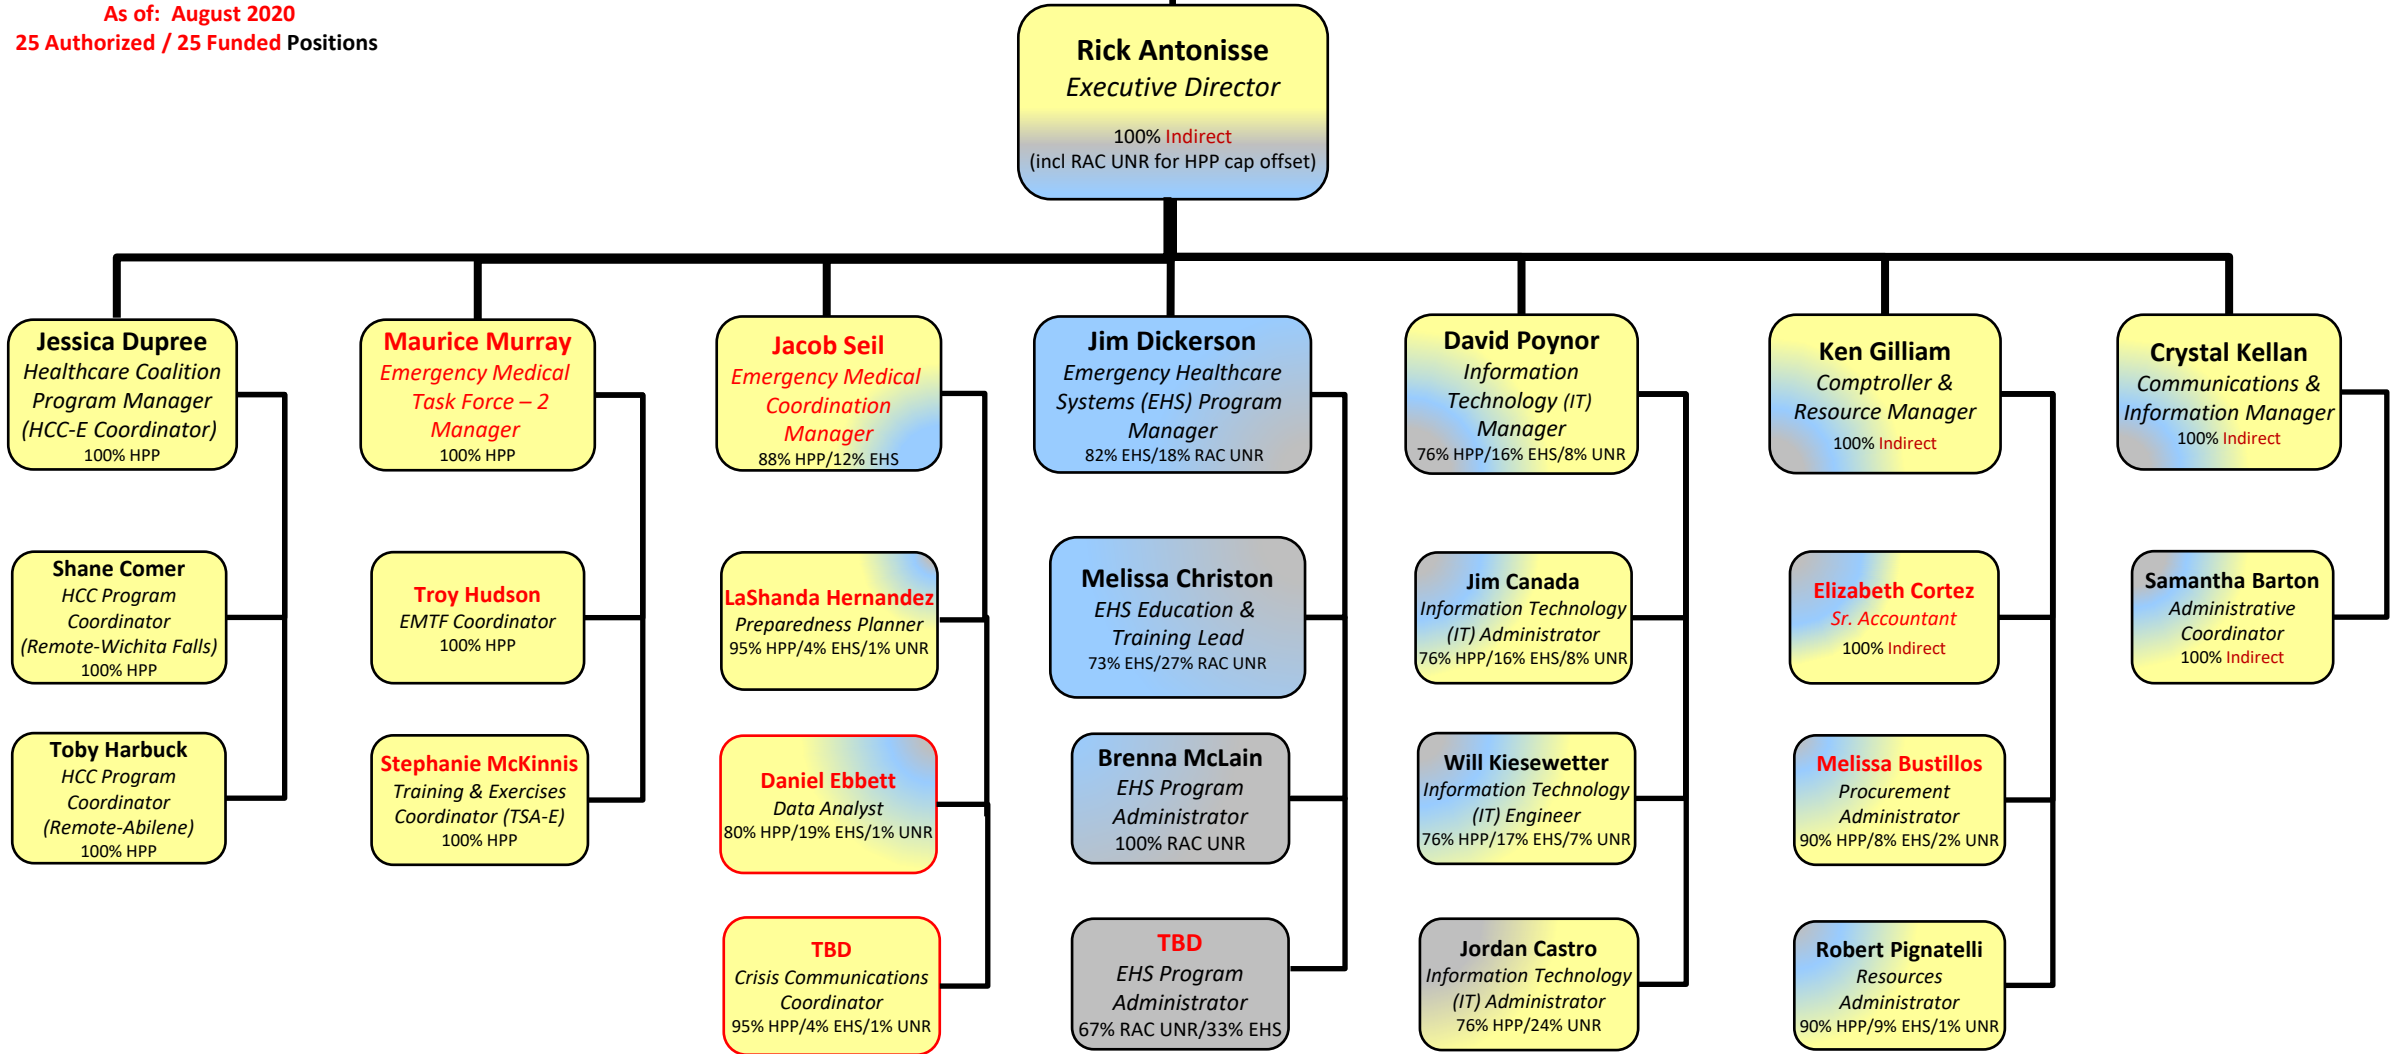 As of: August 2020
25 Authorized / 25 Funded Positions
Rick Antonisse
Executive Director
100% Indirect
(incl RAC UNR for HPP cap offset)
Jessica Dupree
Healthcare Coalition
Program Manager
(HCC-E Coordinator)
100% HPP
Maurice Murray
Emergency Medical
Task Force – 2
Manager
100% HPP
Jacob Seil
Emergency Medical
Coordination
Manager
88% HPP/12% EHS
Jim Dickerson
Emergency Healthcare
Systems (EHS) Program
Manager
82% EHS/18% RAC UNR
David Poynor
Information
Technology (IT)
Manager
76% HPP/16% EHS/8% UNR
Ken Gilliam
Comptroller &
Resource Manager
100% Indirect
Crystal Kellan
Communications &
Information Manager
100% Indirect
Shane Comer
HCC Program
Coordinator
(Remote-Wichita Falls)
100% HPP
Troy Hudson
EMTF Coordinator
100% HPP
LaShanda Hernandez
Preparedness Planner
95% HPP/4% EHS/1% UNR
Melissa Christon
EHS Education &
Training Lead
73% EHS/27% RAC UNR
Jim Canada
Information Technology
(IT) Administrator
76% HPP/16% EHS/8% UNR
Elizabeth Cortez
Sr. Accountant
100% Indirect
Samantha Barton
Administrative
Coordinator
100% Indirect
Toby Harbuck
HCC Program
Coordinator
(Remote-Abilene)
100% HPP
Stephanie McKinnis
Training & Exercises
Coordinator (TSA-E)
100% HPP
Daniel Ebbett
Data Analyst
80% HPP/19% EHS/1% UNR
Brenna McLain
EHS Program
Administrator
100% RAC UNR
Will Kiesewetter
Information Technology
(IT) Engineer
76% HPP/17% EHS/7% UNR
Melissa Bustillos
Procurement
Administrator
90% HPP/8% EHS/2% UNR
TBD
Crisis Communications
Coordinator
95% HPP/4% EHS/1% UNR
TBD
EHS Program
Administrator
67% RAC UNR/33% EHS
Jordan Castro
Information Technology
(IT) Administrator
76% HPP/24% UNR
Robert Pignatelli
Resources
Administrator
90% HPP/9% EHS/1% UNR